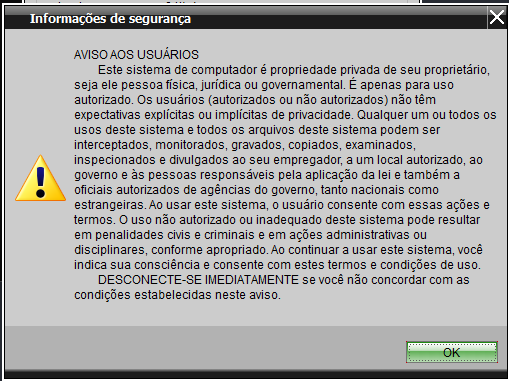 Informações de segurança
AVISO AOS USUÁRIOS
Este sistema de computador é propriedade privada de seu proprietário,
seja ele pessoa física, jurídica ou governamental. É apenas para uso
autorizado. Os usuários (autorizados ou não autorizados) não têm
expectativas explícitas ou implícitas de privacidade. Qualquer um ou todos os
usos deste sistema e todos os arquivos deste sistema podem ser
interceptados, monitorados, gravados, copiados, examinados,
inspecionados e divulgados ao seu empregador, a um local autorizado, ao
governo e às pessoas responsáveis pela aplicação da lei e também a
oficiais autorizados de agências do governo, tanto nacionais como
estrangeiras. Ao usar este sistema, o usuário consente com essas ações e
termos. O uso não autorizado ou inadequado deste sistema pode resultar
em penalidades civis e criminais e em ações administrativas ou
disciplinares, conforme apropriado. Ao continuar a usar este sistema, você
indica sua consciência e consente com estes termos e condições de uso.
DESCONECTE-SE IMEDIATAMENTE se você não concordar com as
condições estabelecidas neste aviso.
OK